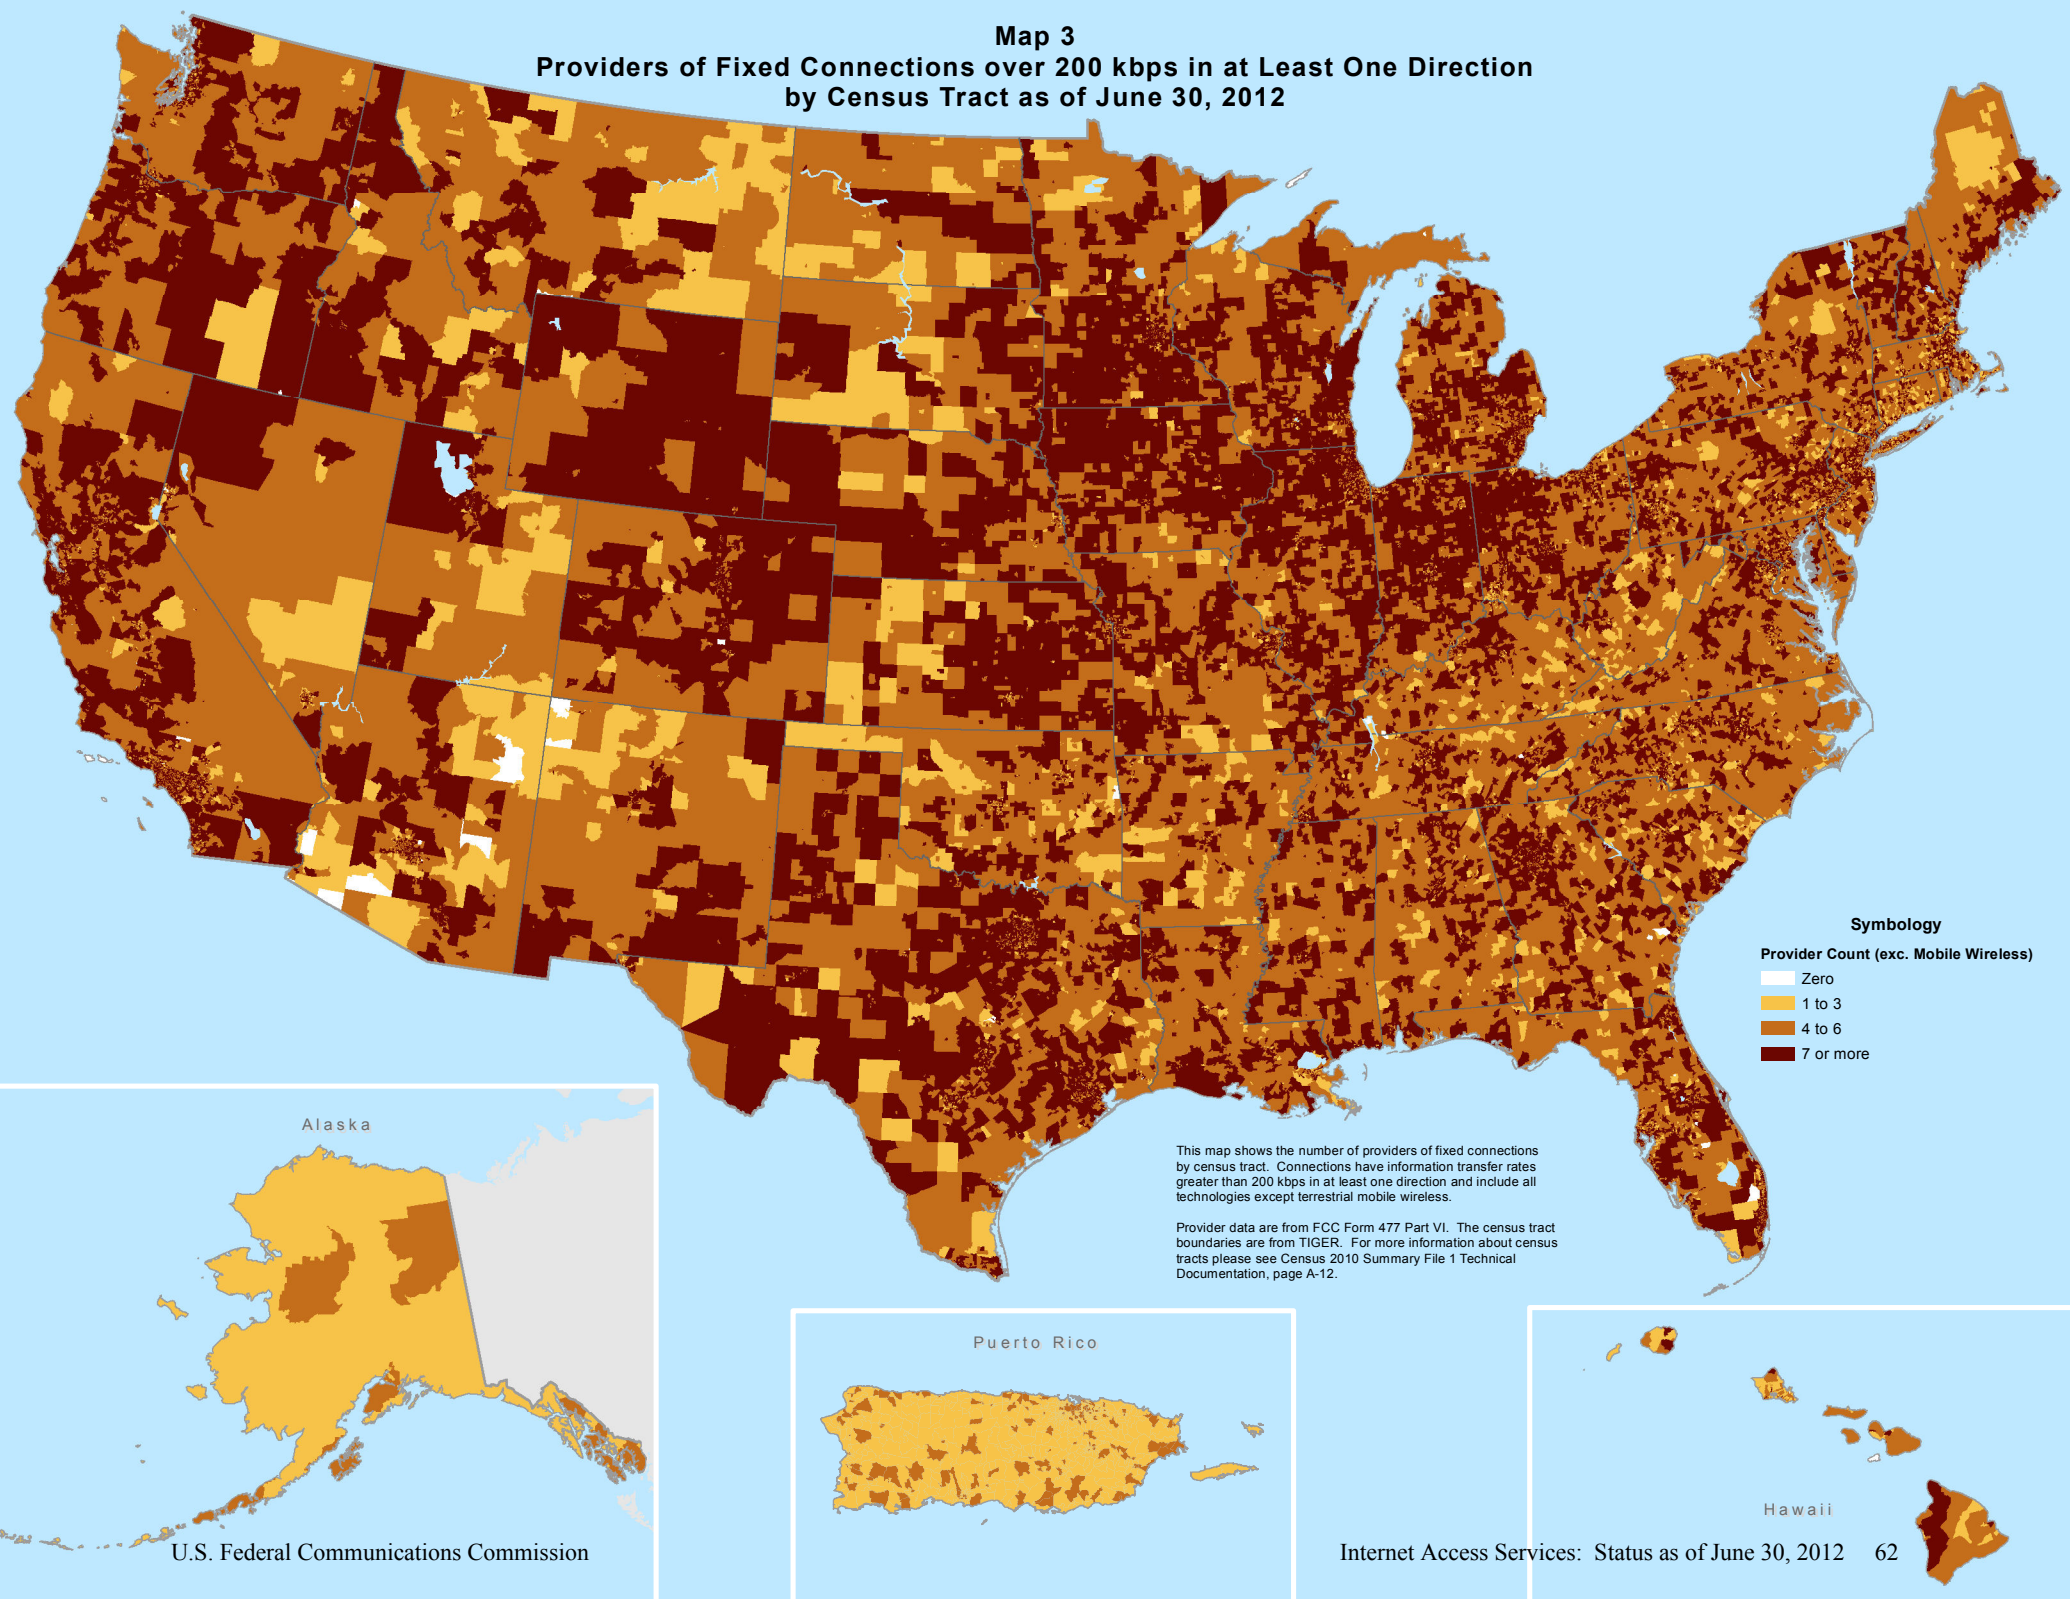 Map 3
Providers of Fixed Connections over 200 kbps in at Least One Direction
by Census Tract as of June 30, 2012
Symbology
Provider Count (exc. Mobile Wireless)
Zero
1 to 3
4 to 6
7 or more
Alaska
This map shows the number of providers of fixed connections
by census tract. Connections have information transfer rates
greater than 200 kbps in at least one direction and include all
technologies except terrestrial mobile wireless.
Provider data are from FCC Form 477 Part VI. The census tract
boundaries are from TIGER. For more information about census
tracts please see Census 2010 Summary File 1 Technical
Documentation, page A-12.
Puerto Rico
Hawaii
U.S. Federal Communications Commission
Internet Access Services: Status as of June 30, 2012 62